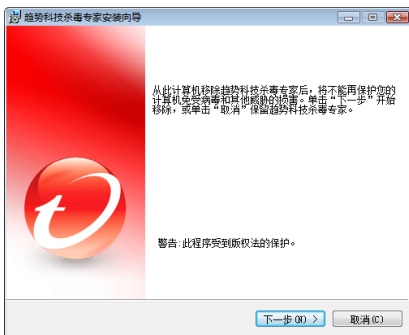 趋势科技杀毒专家安装向导
从此计算机移除趋势科技杀毒专家后，将不能再保护您的
计算机免受病毒和其他威胁的损害。单击“下一步”开始
移除，或单击“取消”保留趋势科技杀毒专家。
警告:此程序受到版权法的保护。
下一步(N) >
取消(C)